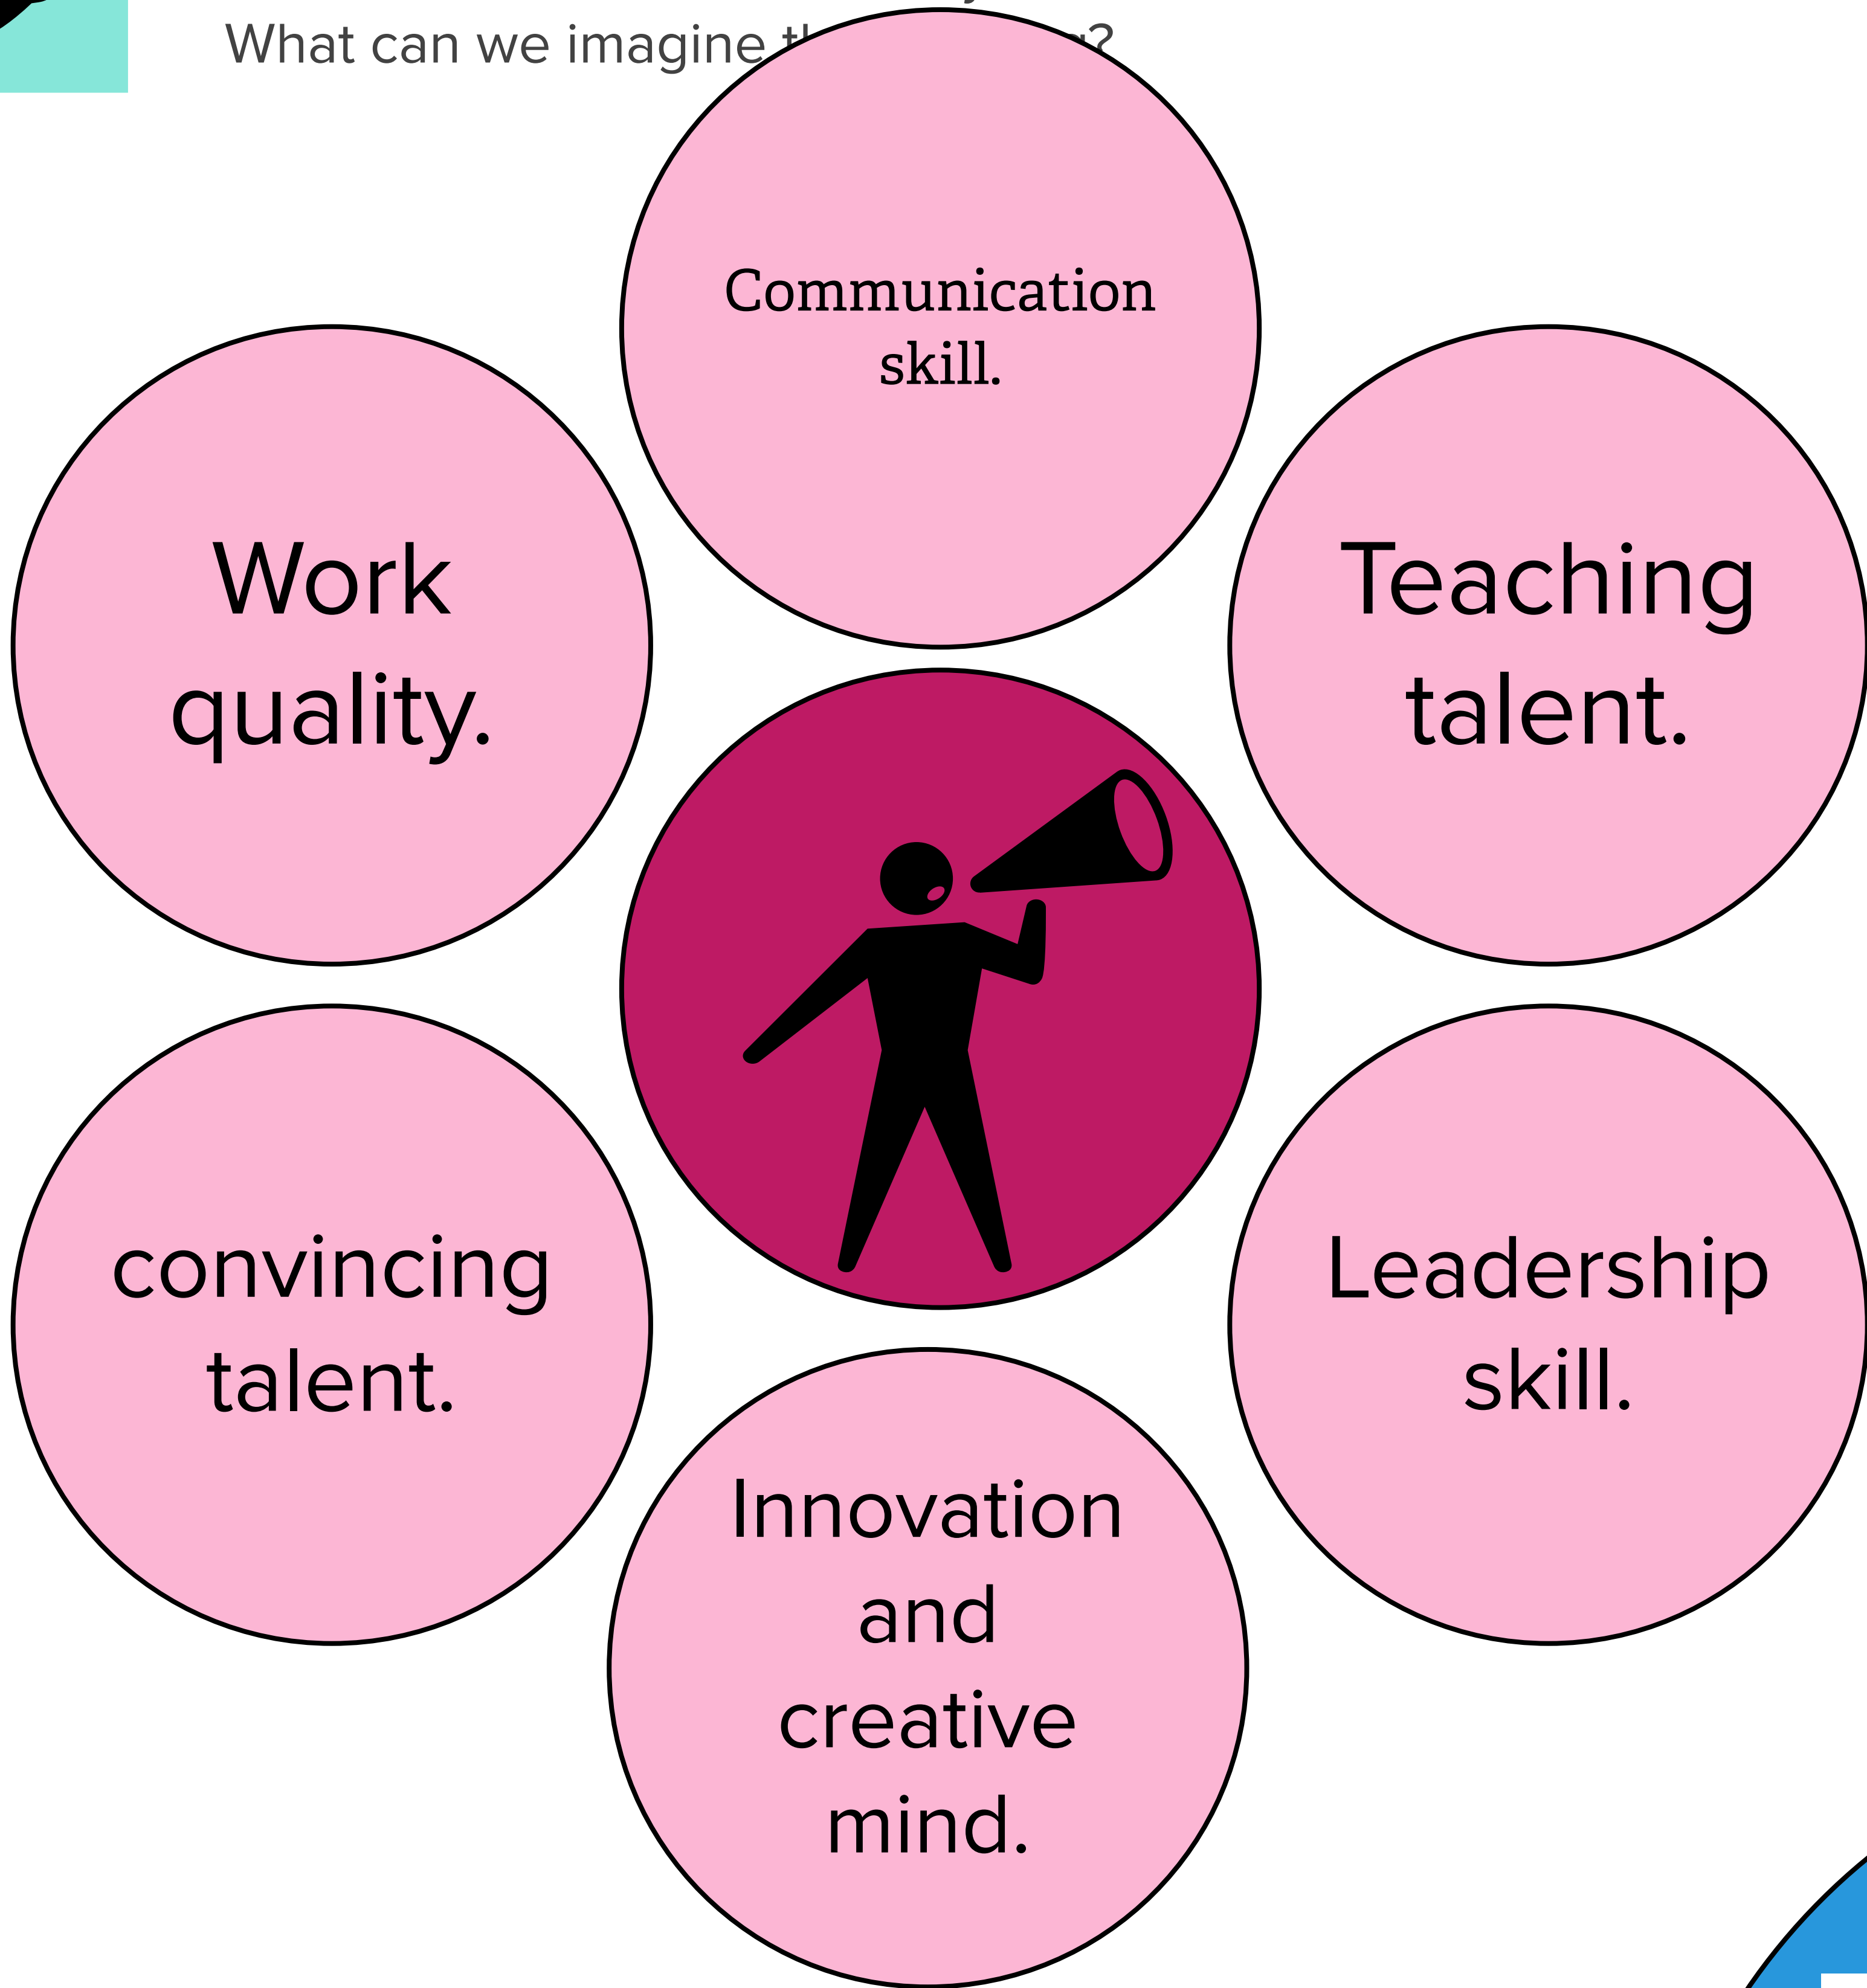 What can we imagine
Communication
skill.
Work
quality.
Teaching
talent.
convincing
talent.
Leadership
skill.
Innovation
and
creative
mind.